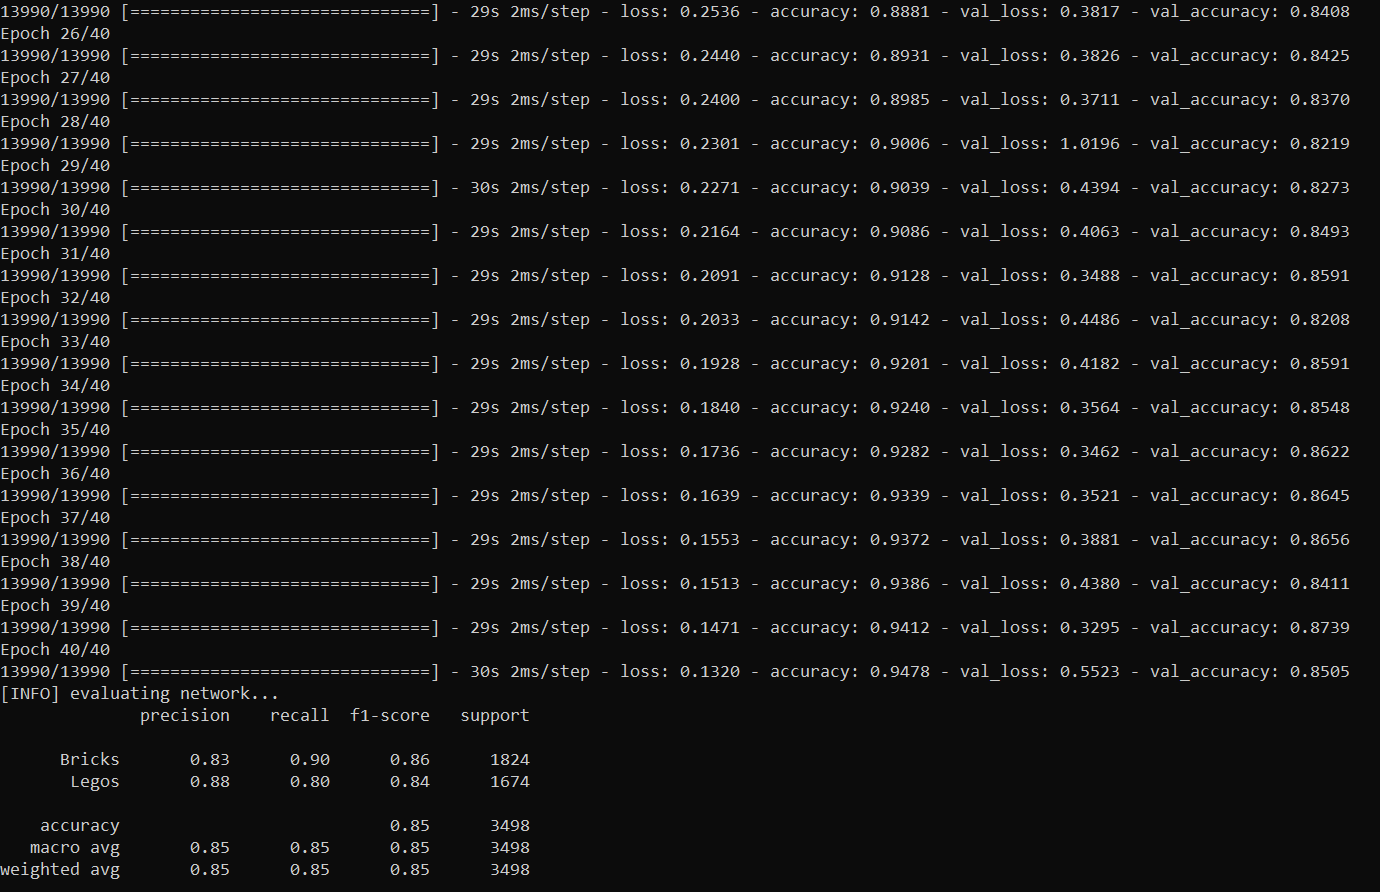 13990/13990 [==============================] - 29s 2ms/step - loss: 0.2536 - accuracy: 0.8881 - val_loss: 0.3817 - val_accuracy: 0.8408
Epoch 26/40
13990/13990 [==============================] - 29s 2ms/step - loss: 0.2440 - accuracy: 0.8931 - val_loss: 0.3826 - val_accuracy: 0.8425
Epoch 27/40
13990/13990 [==============================] - 29s 2ms/step - loss: 0.2400 - accuracy: 0.8985 - val_loss: 0.3711 - val_accuracy: 0.8370
Epoch 28/40
13990/13990 [==============================] - 29s 2ms/step - loss: 0.2301 - accuracy: 0.9006 - val_loss: 1.0196 - val_accuracy: 0.8219
Epoch 29/40
13990/13990 [==============================] - 30s 2ms/step - loss: 0.2271 - accuracy: 0.9039 - val_loss: 0.4394 - val_accuracy: 0.8273
Epoch 30/40
13990/13990 [==============================] - 29s 2ms/step - loss: 0.2164 - accuracy: 0.9086 - val_loss: 0.4063 - val_accuracy: 0.8493
Epoch 31/40
13990/13990 [==============================] - 29s 2ms/step - loss: 0.2091 - accuracy: 0.9128 - val_loss: 0.3488 - val_accuracy: 0.8591
Epoch 32/40
13990/13990 [==============================] - 29s 2ms/step - loss: 0.2033 - accuracy: 0.9142 - val_loss: 0.4486 - val_accuracy: 0.8208
Epoch 33/40
13990/13990 [==============================] - 29s 2ms/step - loss: 0.1928 - accuracy: 0.9201 - val_loss: 0.4182 - val_accuracy: 0.8591
Epoch 34/40
13990/13990 [==============================] - 29s 2ms/step - loss: 0.1840 - accuracy: 0.9240 - val_loss: 0.3564 - val_accuracy: 0.8548
Epoch 35/40
13990/13990 [==============================] - 29s 2ms/step - loss: 0.1736 - accuracy: 0.9282 - val_loss: 0.3462 - val_accuracy: 0.8622
Epoch 36/40
13990/13990 [==============================] - 29s 2ms/step - loss: 0.1639 - accuracy: 0.9339 - val_loss: 0.3521 - val_accuracy: 0.8645
Epoch 37/40
13990/13990 [==============================] - 29s 2ms/step - loss: 0.1553 - accuracy: 0.9372 - val_loss: 0.3881 - val_accuracy: 0.8656
Epoch 38/40
13990/13990 [==============================] - 29s 2ms/step - loss: 0.1513 - accuracy: 0.9386 - val_loss: 0.4380 - val_accuracy: 0.8411
Epoch 39/40
13990/13990 [==============================] - 29s 2ms/step - loss: 0.1471 - accuracy: 0.9412 - val_loss: 0.3295 - val_accuracy: 0.8739
Epoch 40/40
13990/13990 [==============================] - 30s 2ms/step - loss: 0.1320 - accuracy: 0.9478 - val_loss: 0.5523 - val_accuracy: 0.8505
[INFO] evaluating network...
              precision    recall  f1-score   support

      Bricks       0.83      0.90      0.86      1824
       Legos       0.88      0.80      0.84      1674

    accuracy                           0.85      3498
   macro avg       0.85      0.85      0.85      3498
weighted avg       0.85      0.85      0.85      3498